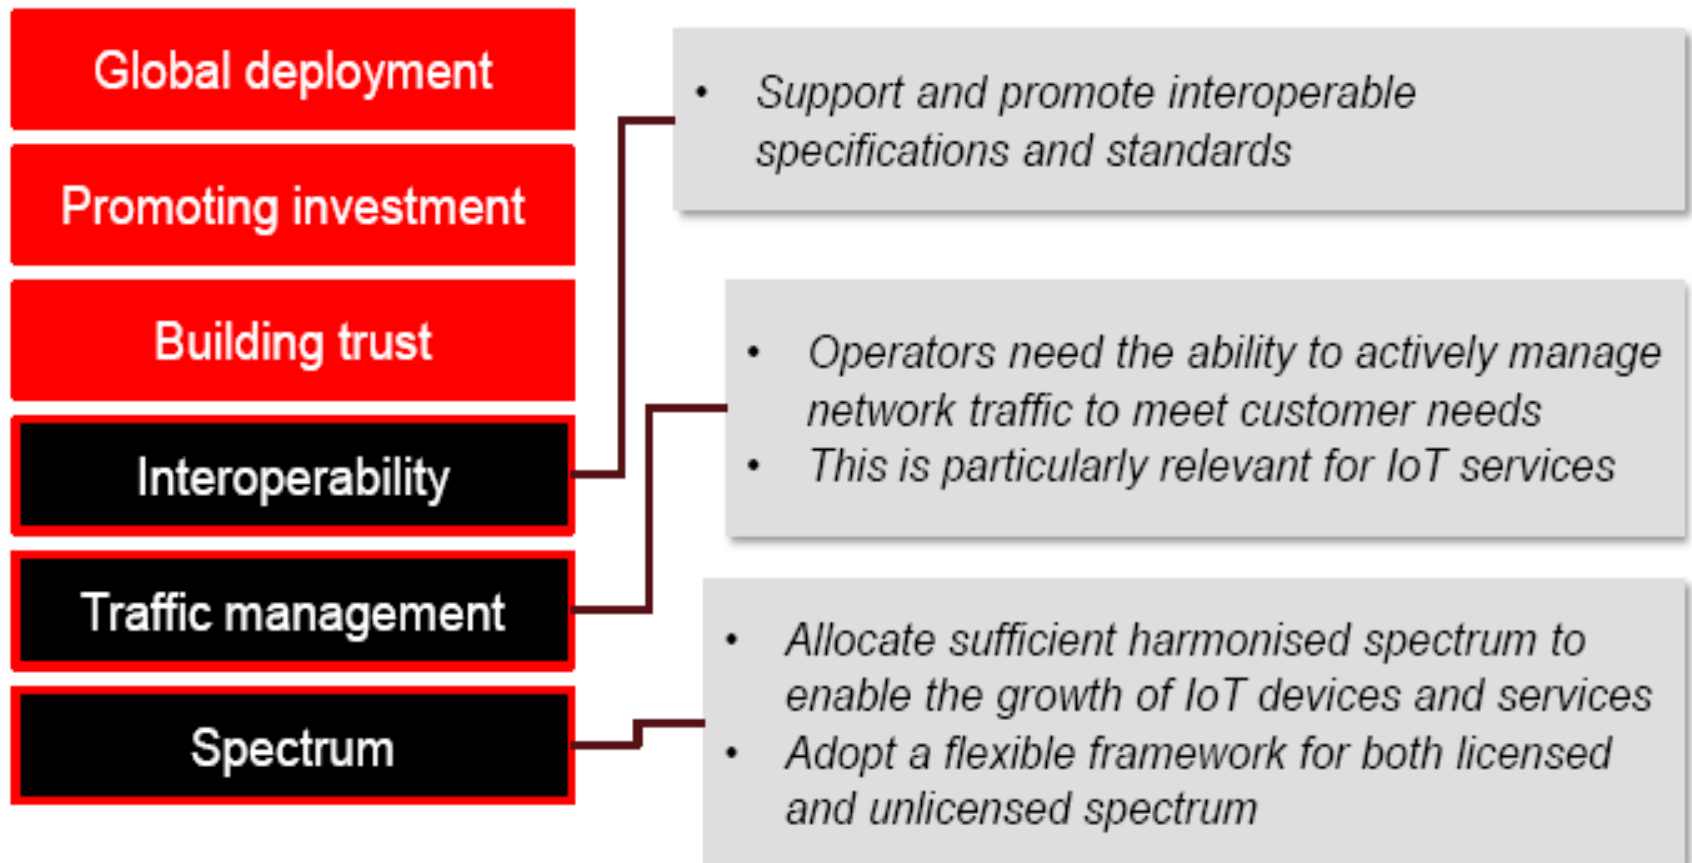 Global deployment
Promoting investment
Building trust
Interoperability
Traffic management
Spectrum
• Support and promote interoperable
specifications and standards
• Operators need the ability to actively manage
network traffic to meet customer needs
• This is particularly relevant for IoT services
• Allocate sufficient harmonised spectrum to
enable the growth of IoT devices and services
• Adopt a flexible framework for both licensed
and unlicensed spectrum